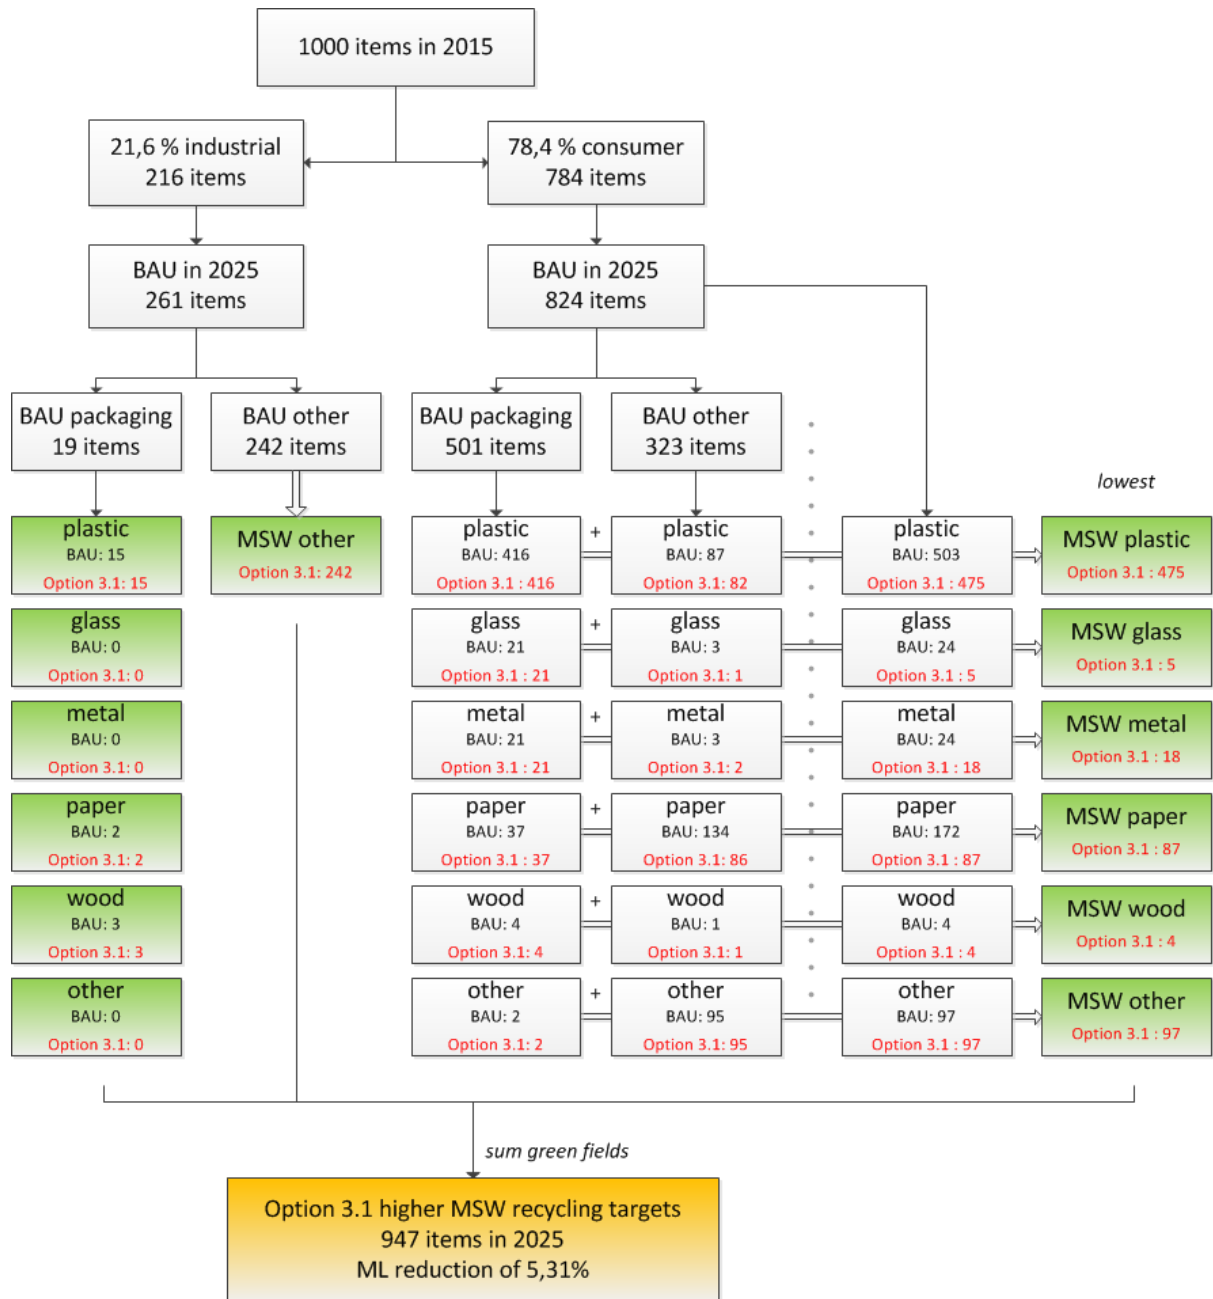 1000 items in 2015
21,6 % industrial
216 items
78,4 % consumer
784 items
BAU in 2025
261 items
BAU in 2025
824 items
BAU packaging
19 items
BAU other
242 items
BAU packaging
501 items
BAU other
323 items
lowest
plastic
BAU: 15
Option 3.1: 15
MSW other
Option 3.1: 242
plastic
BAU: 416
Option 3.1 : 416
+
plastic
BAU: 87
Option 3.1: 82
plastic
BAU: 503
Option 3.1 : 475
MSW plastic
Option 3.1 : 475
glass
BAU: 0
Option 3.1: 0
glass
BAU: 21
Option 3.1 : 21
+
glass
BAU: 3
Option 3.1: 1
glass
BAU: 24
Option 3.1 : 5
MSW glass
Option 3.1 : 5
metal
BAU: 0
Option 3.1: 0
metal
BAU: 21
Option 3.1 : 21
+
metal
BAU: 3
Option 3.1: 2
metal
BAU: 24
Option 3.1 : 18
MSW metal
Option 3.1 : 18
paper
BAU: 2
Option 3.1: 2
paper
BAU: 37
Option 3.1 : 37
+
paper
BAU: 134
Option 3.1: 86
paper
BAU: 172
Option 3.1 : 87
MSW paper
Option 3.1 : 87
wood
BAU: 3
Option 3.1: 3
wood
BAU: 4
Option 3.1: 4
+
wood
BAU: 1
Option 3.1: 1
wood
BAU: 4
Option 3.1 : 4
MSW wood
Option 3.1 : 4
other
BAU: 0
Option 3.1: 0
other
BAU: 2
Option 3.1: 2
+
other
BAU: 95
Option 3.1: 95
other
BAU: 97
Option 3.1 : 97
MSW other
Option 3.1 : 97
sum green fields
Option 3.1 higher MSW recycling targets
947 items in 2025
ML reduction of 5,31%